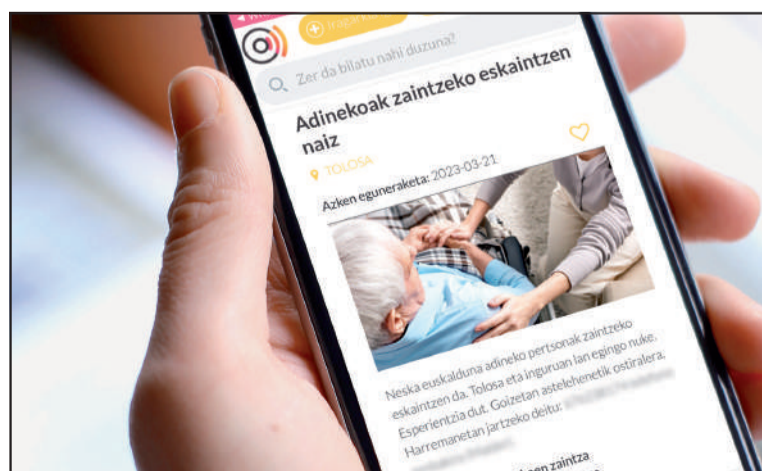 Zer da bilatu nahi duzuna?
Adinekoak zaintzeko eskaintzen
naiz
TOLOSA
Azken eguneraketa: 2023-03-21
Neska euskalduna adineko pertsonak zaintzeko
eskaintzen da. Tolosa eta inguruan lan egingo nuke.
Esperientzia dut. Goizetan astelehenetik ostiralera.
Harremanetan jartzeko deitu:
zaintza